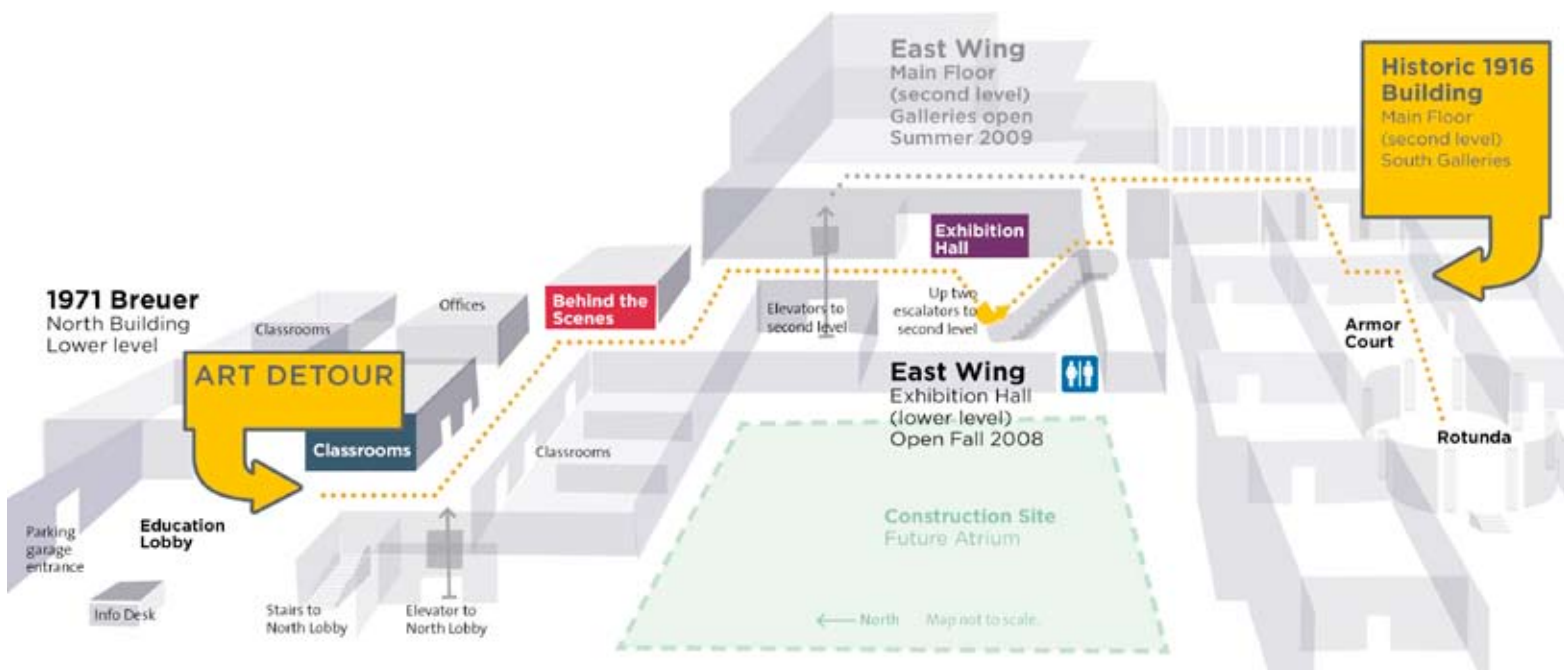 1971 Breuer
North Building
Lower level
ART DETOUR
Classrooms
Classrooms
Offices
Behind the
Scenes
Parking
garage
entrance
Education
Lobby
Info Desk
Stairs to
North Lobby
Elevator to
North Lobby
Classrooms
East Wing
Main Floor
(second level)
Galleries open
Summer 2009
Exhibition
Hall
Elevators to
second level
Up two
escalators to
second level
East Wing
Exhibition Hall
(lower level)
Open Fall 2008
Construction Site
Future Atrium
North
Map not to scale.
Historic 1916
Building
Main Floor
(second level)
South Galleries
Armor
Court
Rotunda